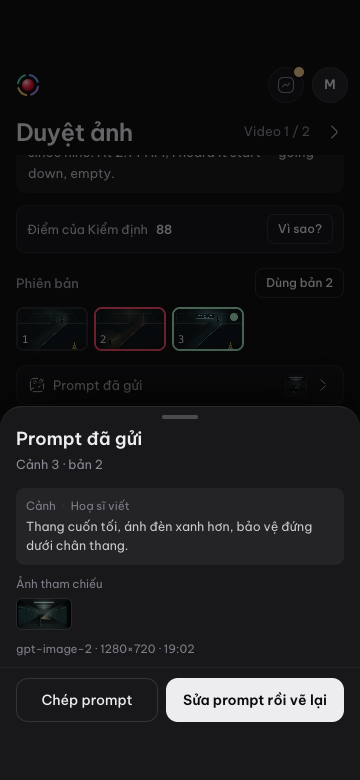 M
Duyệt ảnh
Video 1 / 2
down, empty.
Điểm của Kiểm định 88
Vì sao?
Phiên bản
Dùng bản 2
1
2
3
Prompt đã gửi
Prompt đã gửi
Cảnh 3 · bản 2
Cảnh · Hoạ sĩ viết
Thang cuốn tối, ánh đèn xanh hơn, bảo vệ đứng
dưới chân thang.
Ảnh tham chiếu
gpt-image-2 · 1280×720 · 19:02
Chép prompt
Sửa prompt rồi vẽ lại